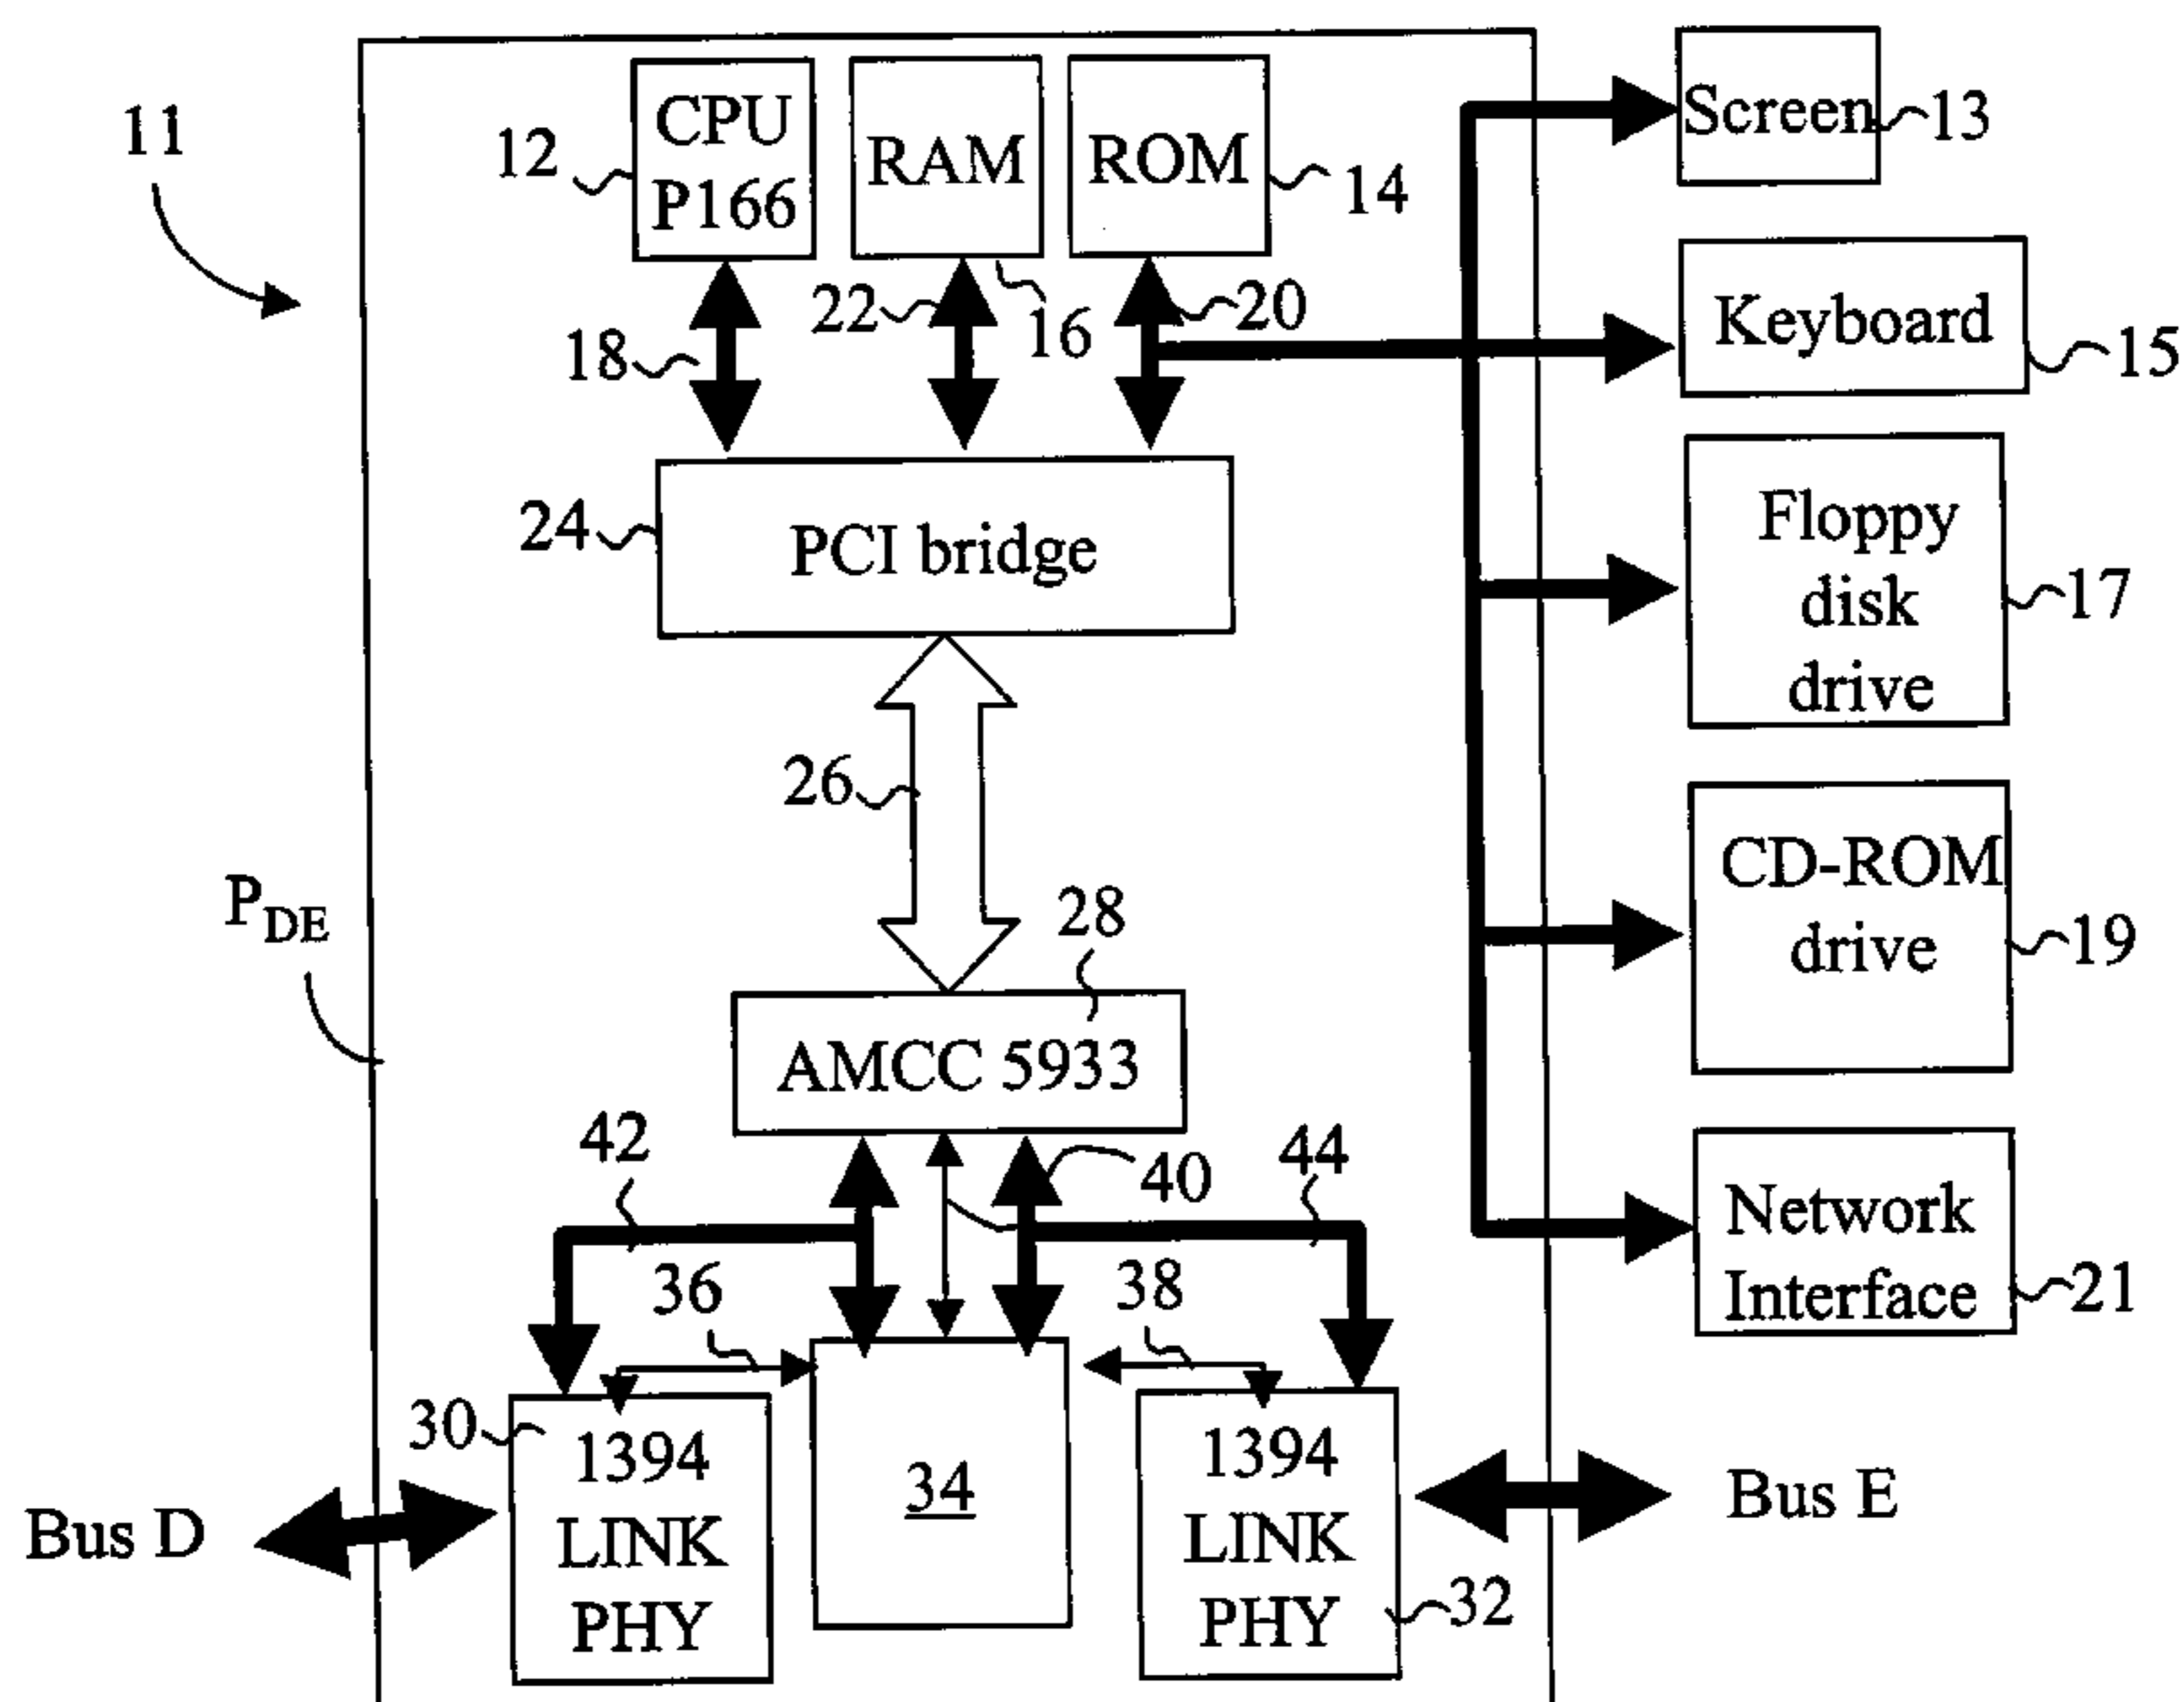 11
12
CPU
P166
RAM
ROM
14
Screen
13
18
22
16
20
Keyboard
15
24
PCI bridge
Floppy
disk
drive
17
26
CD-ROM
drive
19
P_DE
28
AMCC 5933
42
40
44
36
38
Network
Interface
21
30
1394
LINK
PHY
34
1394
LINK
PHY
32
Bus D
Bus E